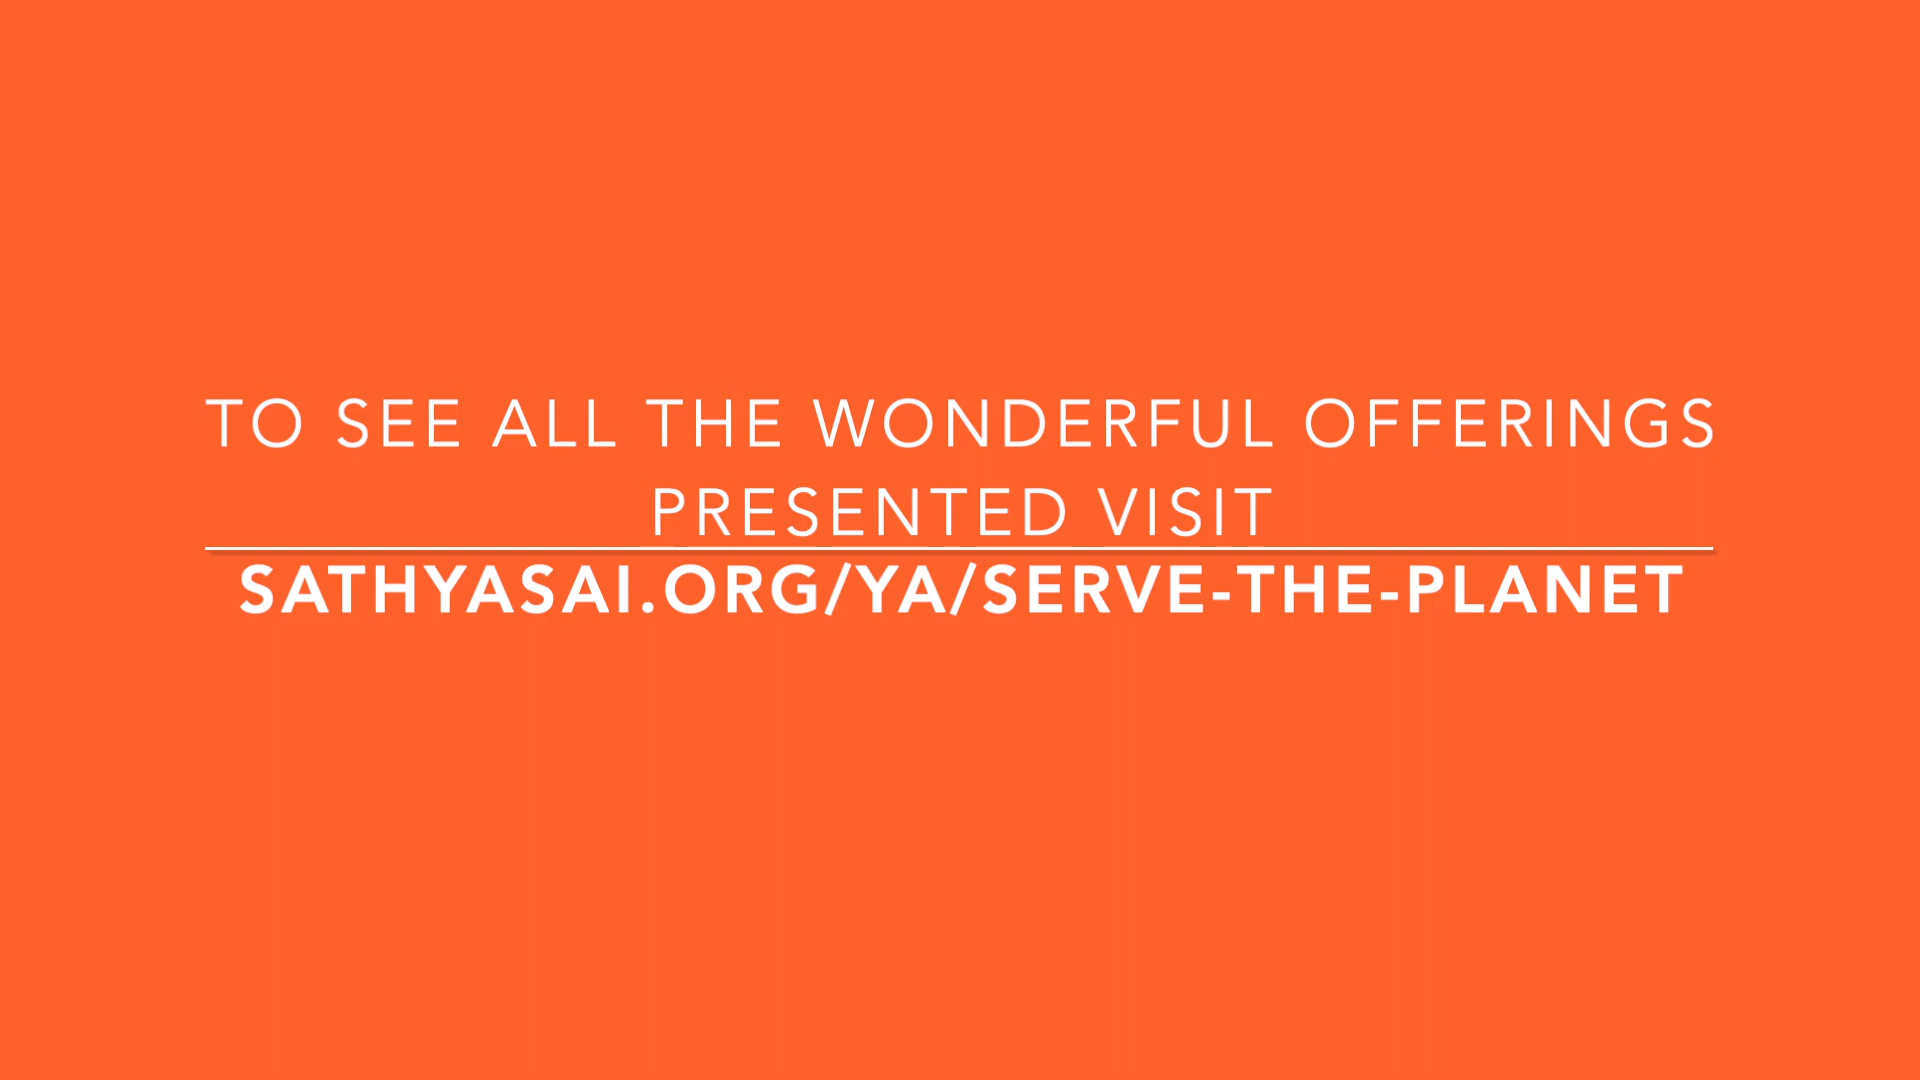 TO SEE ALL THE WONDERFUL OFFERINGS
PRESENTED VISIT
SATHYASAI.ORG/YA/SERVE-THE-PLANET